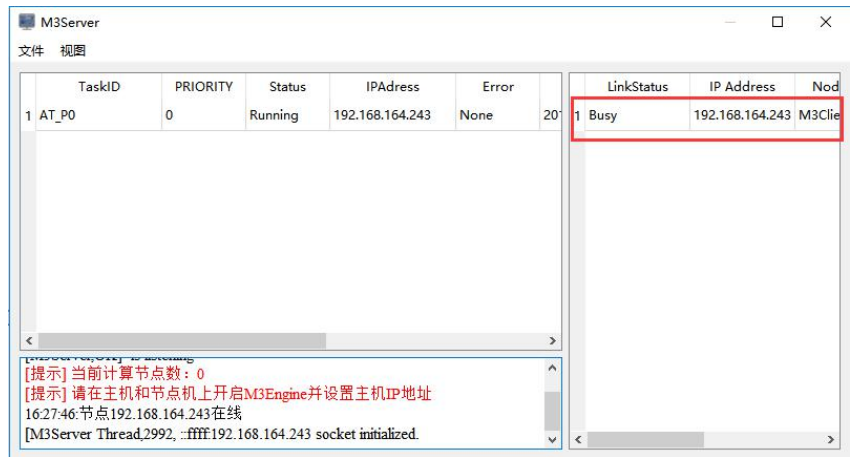 M3Server
文件 视图
TaskID PRIORITY Status IPAdress Error
1 AT_P0 0 Running 192.168.164.243 None 201
LinkStatus IP Address Nod
1 Busy 192.168.164.243 M3Clie
[提示] 当前计算节点数：0
[提示] 请在主机和节点机上开启M3Engine并设置主机IP地址
16:27:46:节点192.168.164.243在线
[M3Server Thread,2992, ::ffff:192.168.164.243 socket initialized.